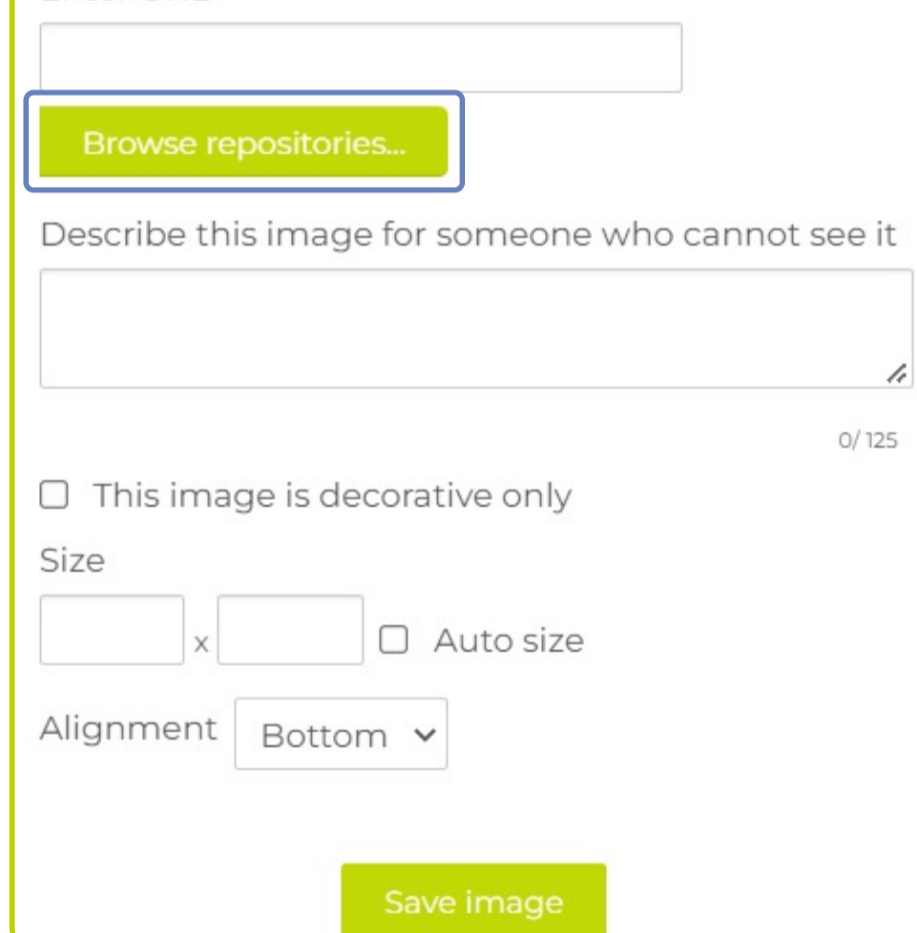 Browse repositories...
Describe this image for someone who cannot see it
0/125
This image is decorative only
Size
x Auto size
Alignment Bottom
Save image